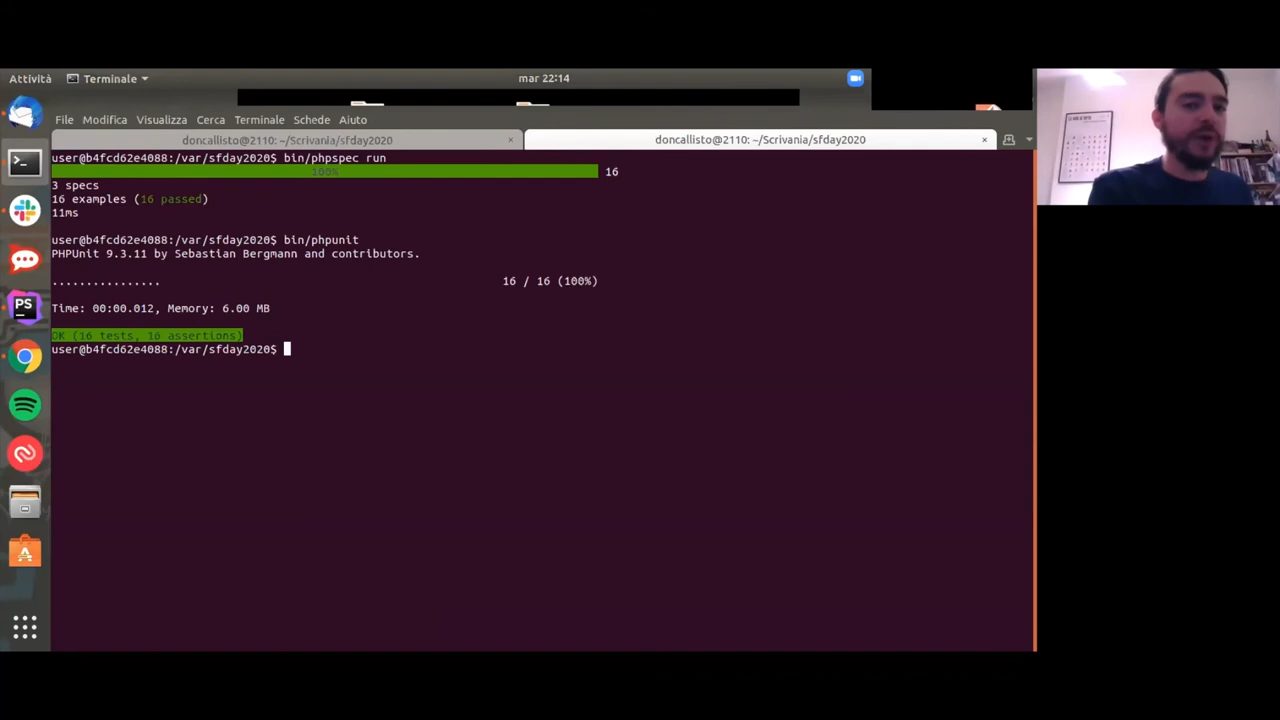 Attività
Terminale
mar 22:14
File Modifica Visualizza Cerca Terminale Schede Aiuto
doncallisto@2110: ~/Scrivania/sfday2020 ×
doncallisto@2110: ~/Scrivania/sfday2020 ×
user@b4fcd62e4088:/var/sfday2020$ bin/phpspec run
100% 16
3 specs
16 examples (16 passed)
11ms
user@b4fcd62e4088:/var/sfday2020$ bin/phpunit
PHPUnit 9.3.11 by Sebastian Bergmann and contributors.
................ 16 / 16 (100%)
Time: 00:00.012, Memory: 6.00 MB
OK (16 tests, 16 assertions)
user@b4fcd62e4088:/var/sfday2020$
PS